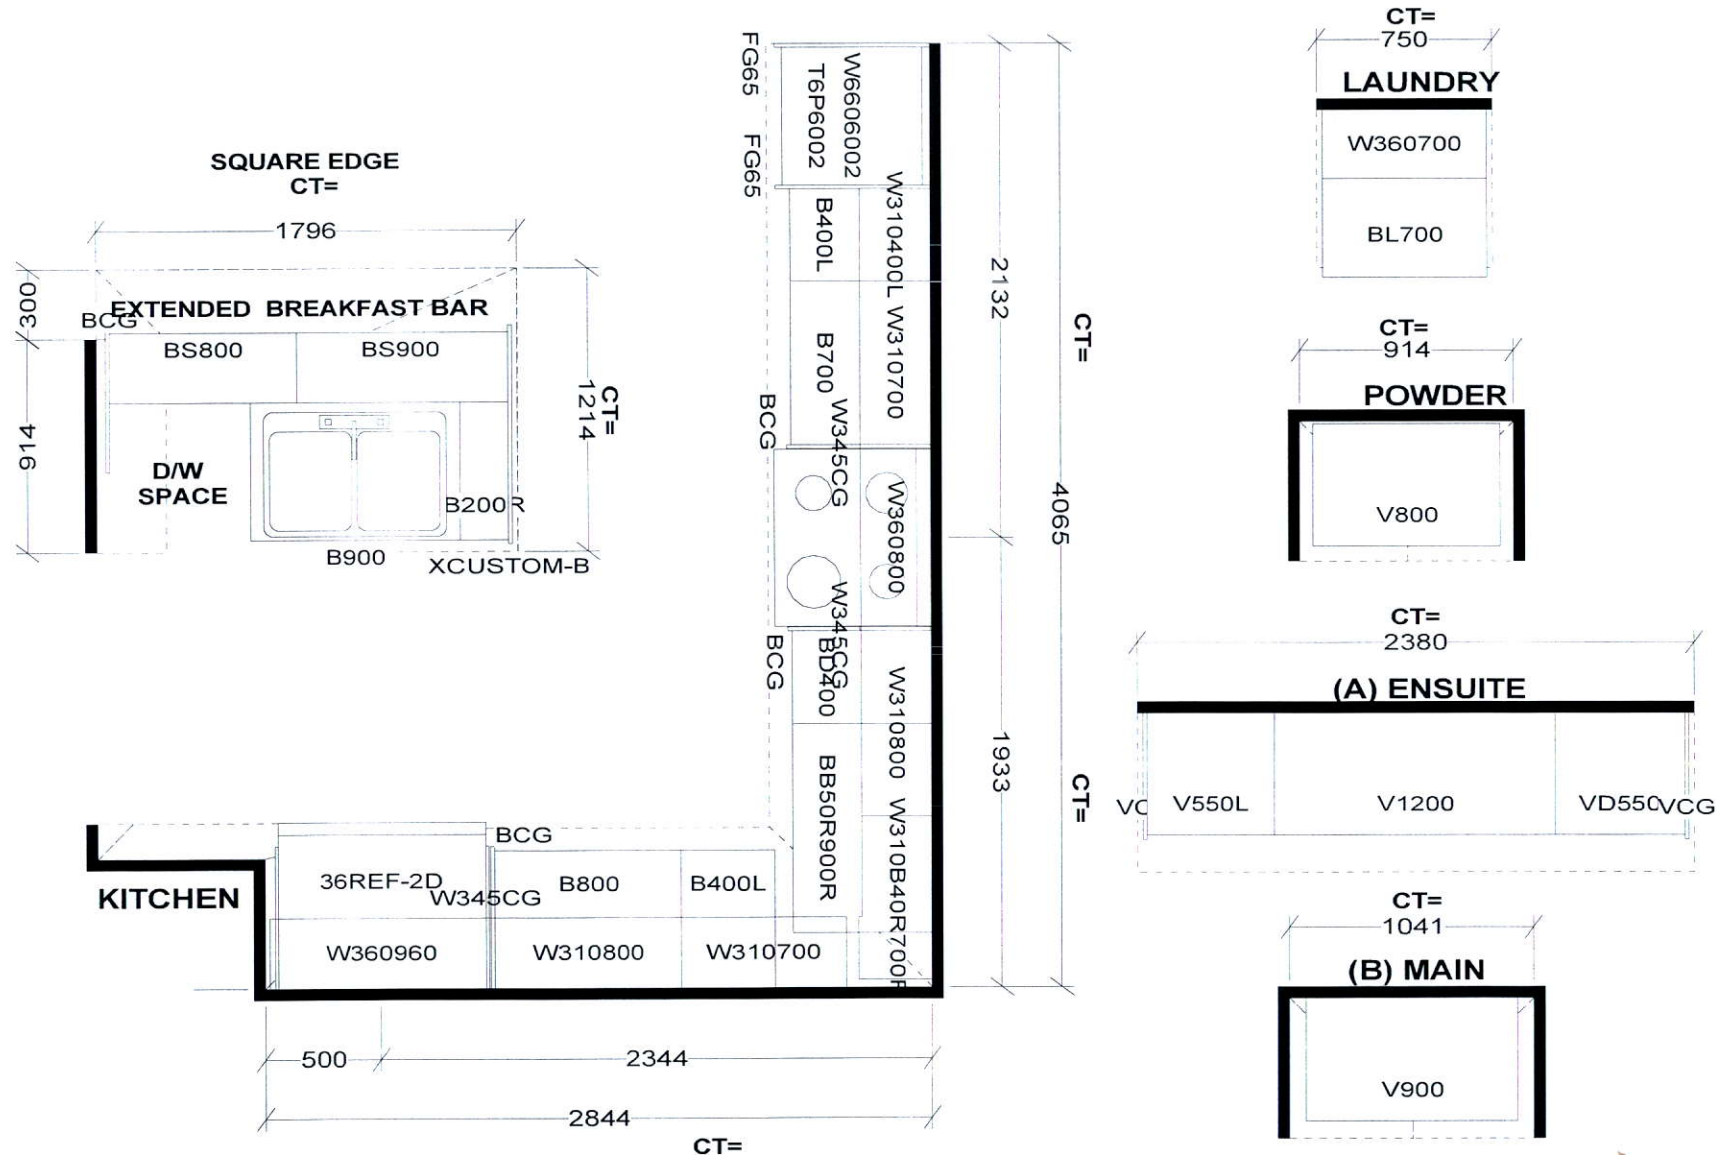 SQUARE EDGE
CT=
1796
300
EXTENDED BREAKFAST BAR
BCG
BS800
BS900
914
D/W
SPACE
B200R
B900
XCUSTOM-B
CT=
1214
FG65
FG65
T6P6002
W6606002
B400L
W310400L
B700
W310700
BCG
W345CG
W360800
W345CG
BCG
BD400
W310800
BB50R900R
W310B40R700R
2132
1933
4065
CT=
CT=
KITCHEN
36REF-2D
W345CG
BCG
B800
B400L
W360960
W310800
W310700
500
2344
2844
CT=
CT=
750
LAUNDRY
W360700
BL700
CT=
914
POWDER
V800
CT=
2380
(A) ENSUITE
V550L
V1200
VD550
VCG
CT=
1041
(B) MAIN
V900